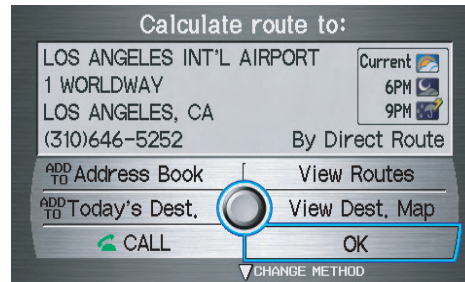 Calculate route to:
LOS ANGELES INT'L AIRPORT
1 WORLDWAY
LOS ANGELES, CA
(310)646-5252
Current
6PM
9PM
By Direct Route
ADD TO Address Book
View Routes
ADD TO Today's Dest.
View Dest. Map
CALL
OK
CHANGE METHOD